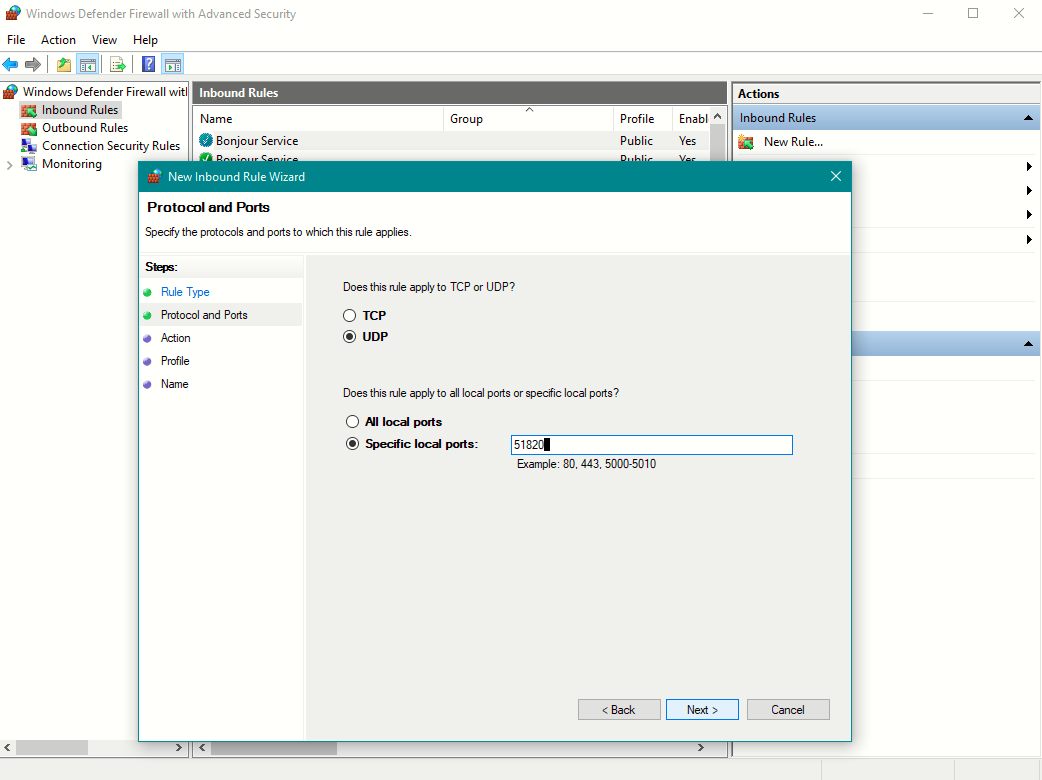 Windows Defender Firewall with Advanced Security
File Action View Help
Windows Defender Firewall with
Inbound Rules
Outbound Rules
Connection Security Rules
Monitoring
Inbound Rules
Name Group Profile Enabl
Bonjour Service Public Yes
Bonjour Service Public Yes
Actions
Inbound Rules
New Rule...
New Inbound Rule Wizard
Protocol and Ports
Specify the protocols and ports to which this rule applies.
Steps:
Rule Type
Protocol and Ports
Action
Profile
Name
Does this rule apply to TCP or UDP?
TCP
UDP
Does this rule apply to all local ports or specific local ports?
All local ports
Specific local ports: 51820
Example: 80, 443, 5000-5010
< Back Next > Cancel